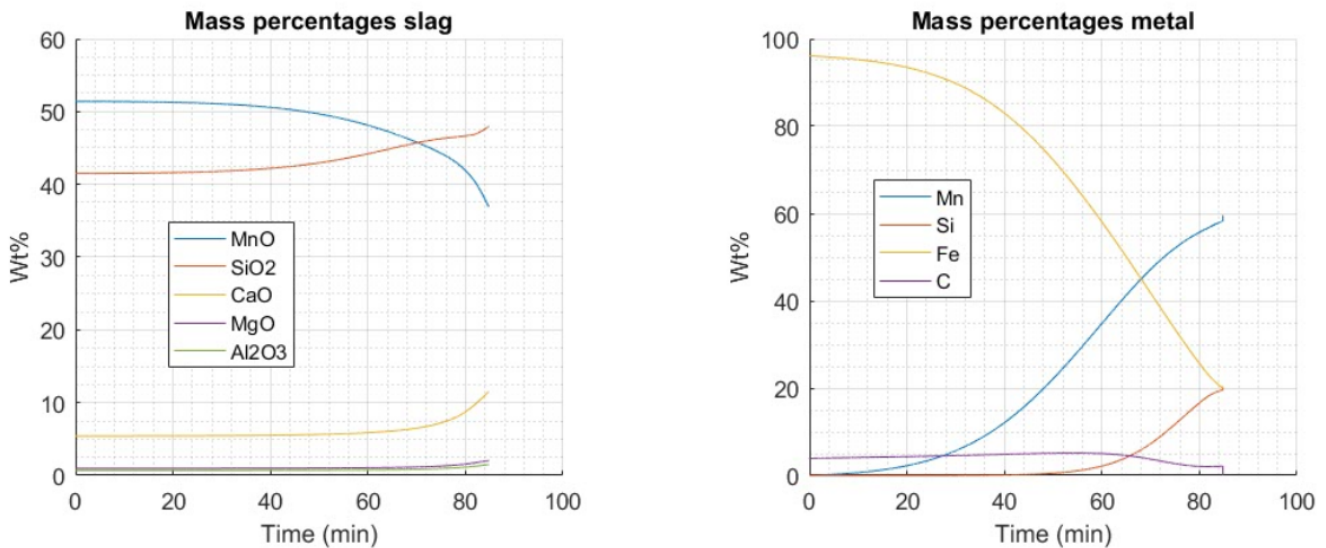 Mass percentages slag
Wt%
60
50
40
30
20
10
0
MnO
SiO2
CaO
MgO
Al2O3
0 20 40 60 80 100
Time (min)
Mass percentages metal
Wt%
100
80
60
40
20
0
Mn
Si
Fe
C
0 20 40 60 80 100
Time (min)